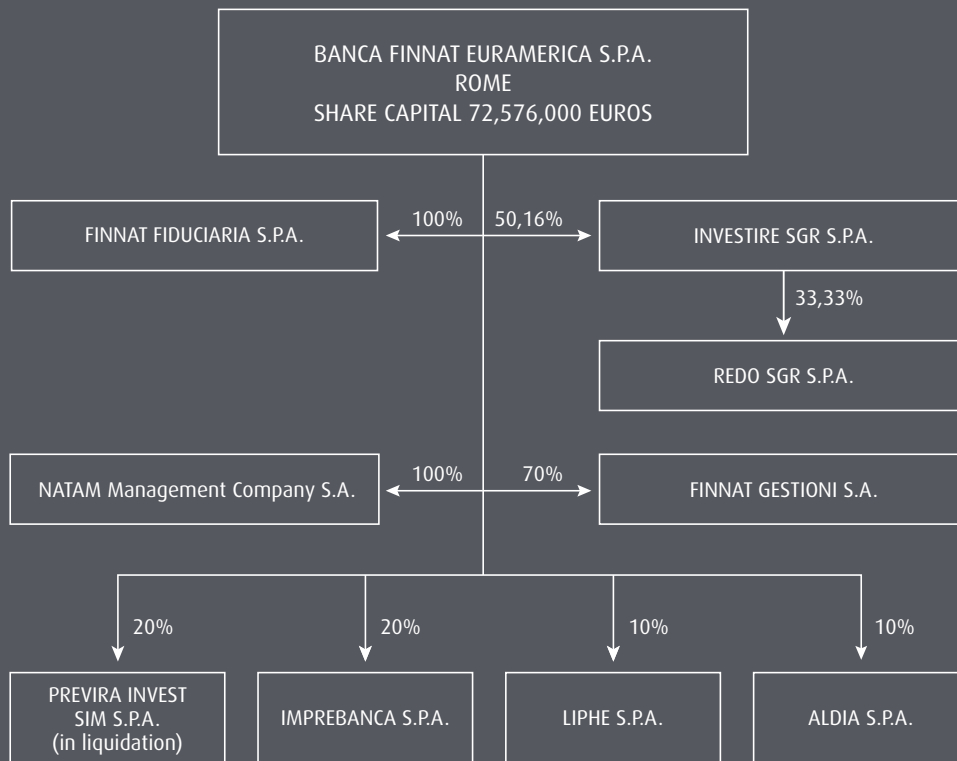 BANCA FINNAT EURAMERICA S.P.A.
ROME
SHARE CAPITAL 72,576,000 EUROS
FINNAT FIDUCIARIA S.P.A.
100%
50,16%
INVESTIRE SGR S.P.A.
33,33%
REDO SGR S.P.A.
NATAM Management Company S.A.
100%
70%
FINNAT GESTIONI S.A.
20%
20%
10%
10%
PREVIRA INVEST
SIM S.P.A.
(in liquidation)
IMPREBANCA S.P.A.
LIPHE S.P.A.
ALDIA S.P.A.